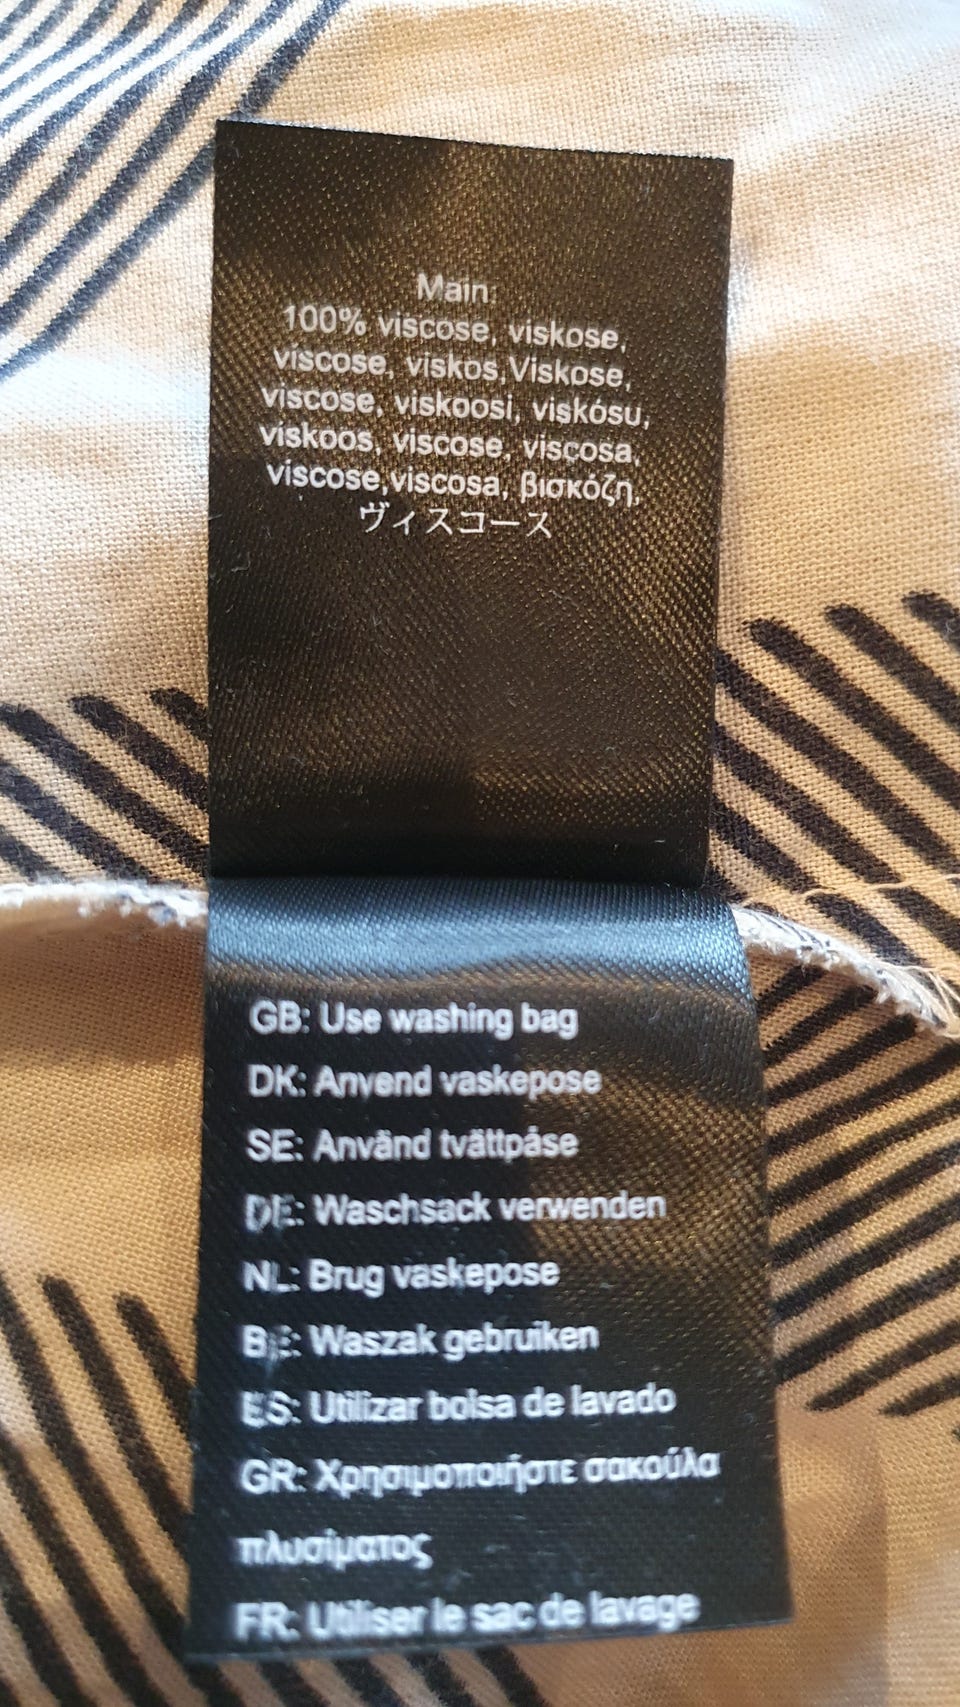 Main:
100% viscose, viskose,
viscose, viskos,Viskose,
viscose, viskoosi, viskósu,
viskoos, viscose, viscosa,
viscose,viscosa, βισκόζη,
ヴィスコース
GB: Use washing bag
DK: Anvend vaskepose
SE: Använd tvättpåse
DE: Waschsack verwenden
NL: Brug vaskepose
BE: Waszak gebruiken
ES: Utilizar bolsa de lavado
GR: Χρησιμοποιήστε σακούλα
πλυσίματος
FR: Utiliser le sac de lavage